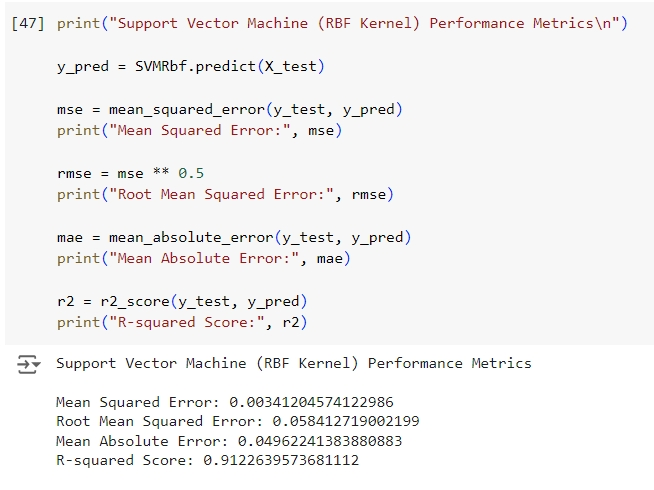 [47] print("Support Vector Machine (RBF Kernel) Performance Metrics\n")
y_pred = SVMRbf.predict(X_test)
mse = mean_squared_error(y_test, y_pred)
print("Mean Squared Error:", mse)
rmse = mse ** 0.5
print("Root Mean Squared Error:", rmse)
mae = mean_absolute_error(y_test, y_pred)
print("Mean Absolute Error:", mae)
r2 = r2_score(y_test, y_pred)
print("R-squared Score:", r2)
Support Vector Machine (RBF Kernel) Performance Metrics
Mean Squared Error: 0.00341204574122986
Root Mean Squared Error: 0.058412719002199
Mean Absolute Error: 0.04962241383880883
R-squared Score: 0.9122639573681112